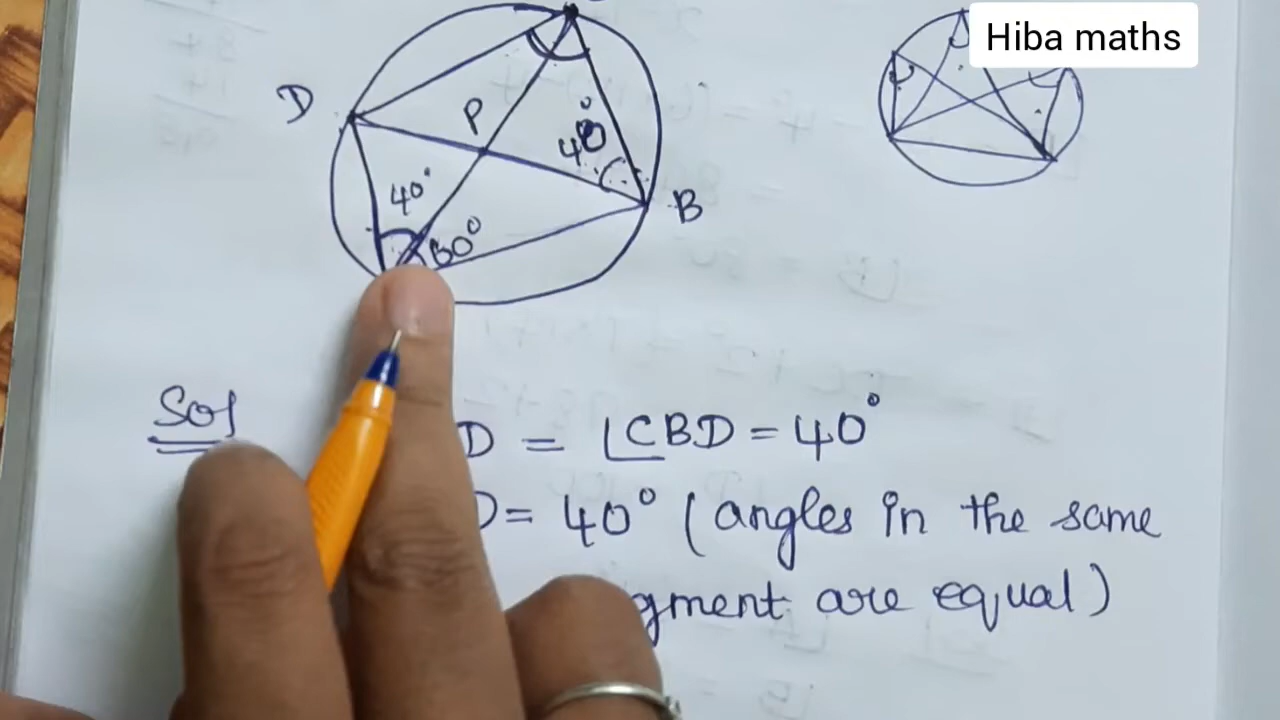 Hiba maths
D
P
40°
40°
60°
B
Sol
D = ∠CBD = 40°
D = 40° (angles in the same
gment are equal)